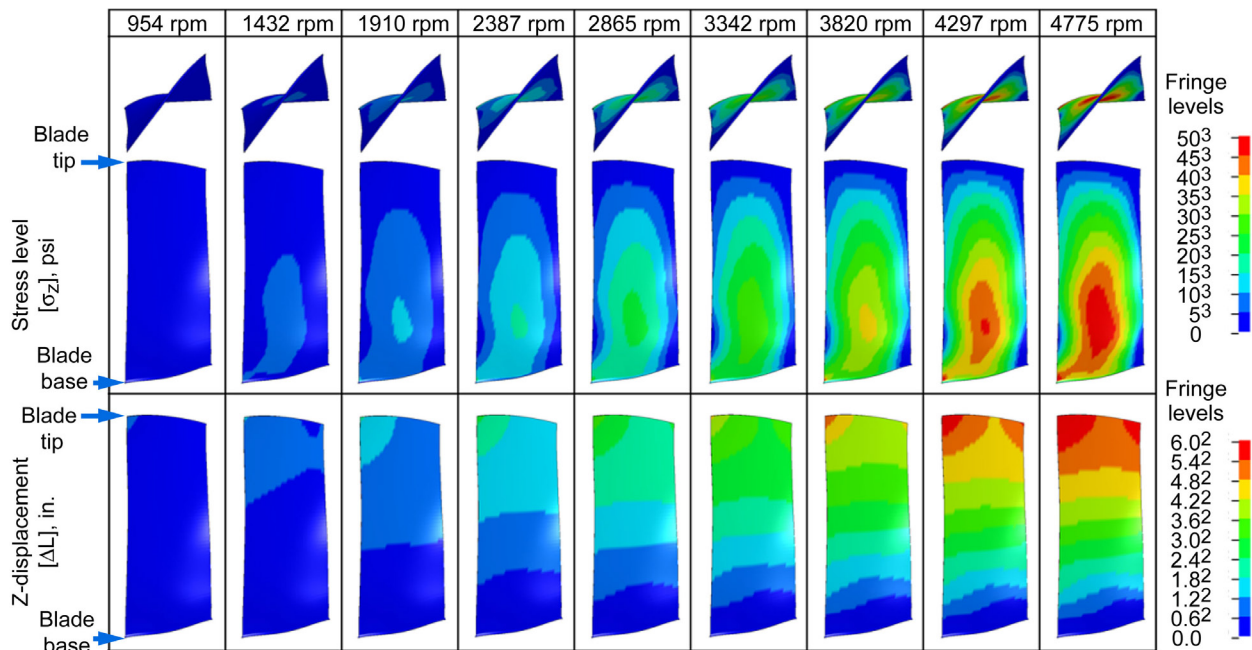 954 rpm 1432 rpm 1910 rpm 2387 rpm 2865 rpm 3342 rpm 3820 rpm 4297 rpm 4775 rpm
Blade
tip
Stress level
[σZ], psi
Blade
base
Fringe
levels
50³
45³
40³
35³
30³
25³
20³
15³
10³
5³
0
Blade
tip
Z-displacement
[ΔL], in.
Blade
base
Fringe
levels
6.0²
5.4²
4.8²
4.2²
3.6²
3.0²
2.4²
1.8²
1.2²
0.6²
0.0